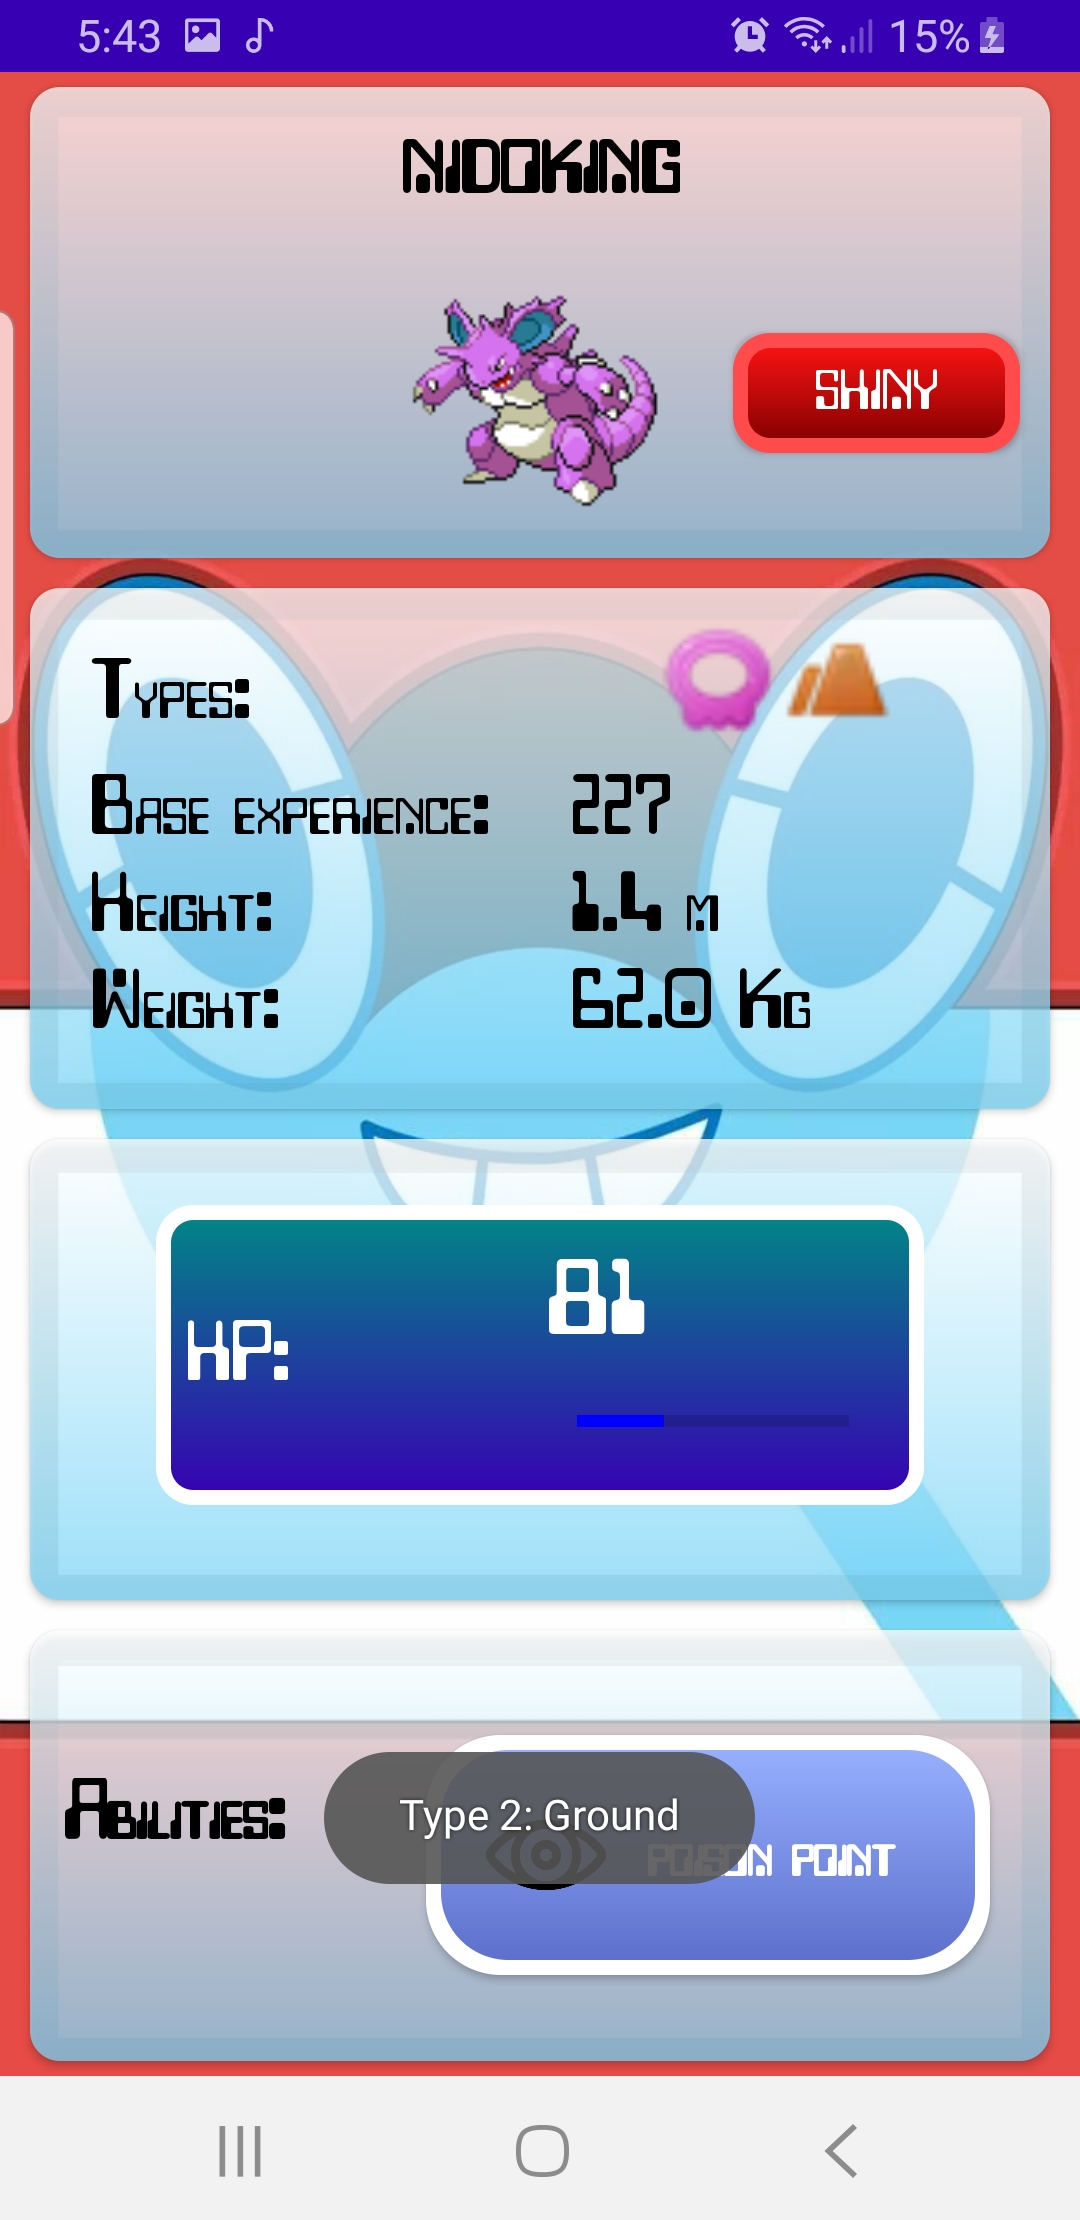 5:43 15%
NIDOKING
SHINY
Types:
Base experience: 227
Height: 1.4 m
Weight: 62.0 Kg
81
HP:
Abilities:
Type 2: Ground
POISON POINT